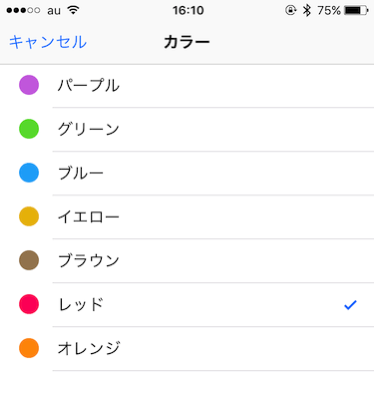 au 16:10 75%
キャンセル カラー
パープル
グリーン
ブルー
イエロー
ブラウン
レッド
オレンジ